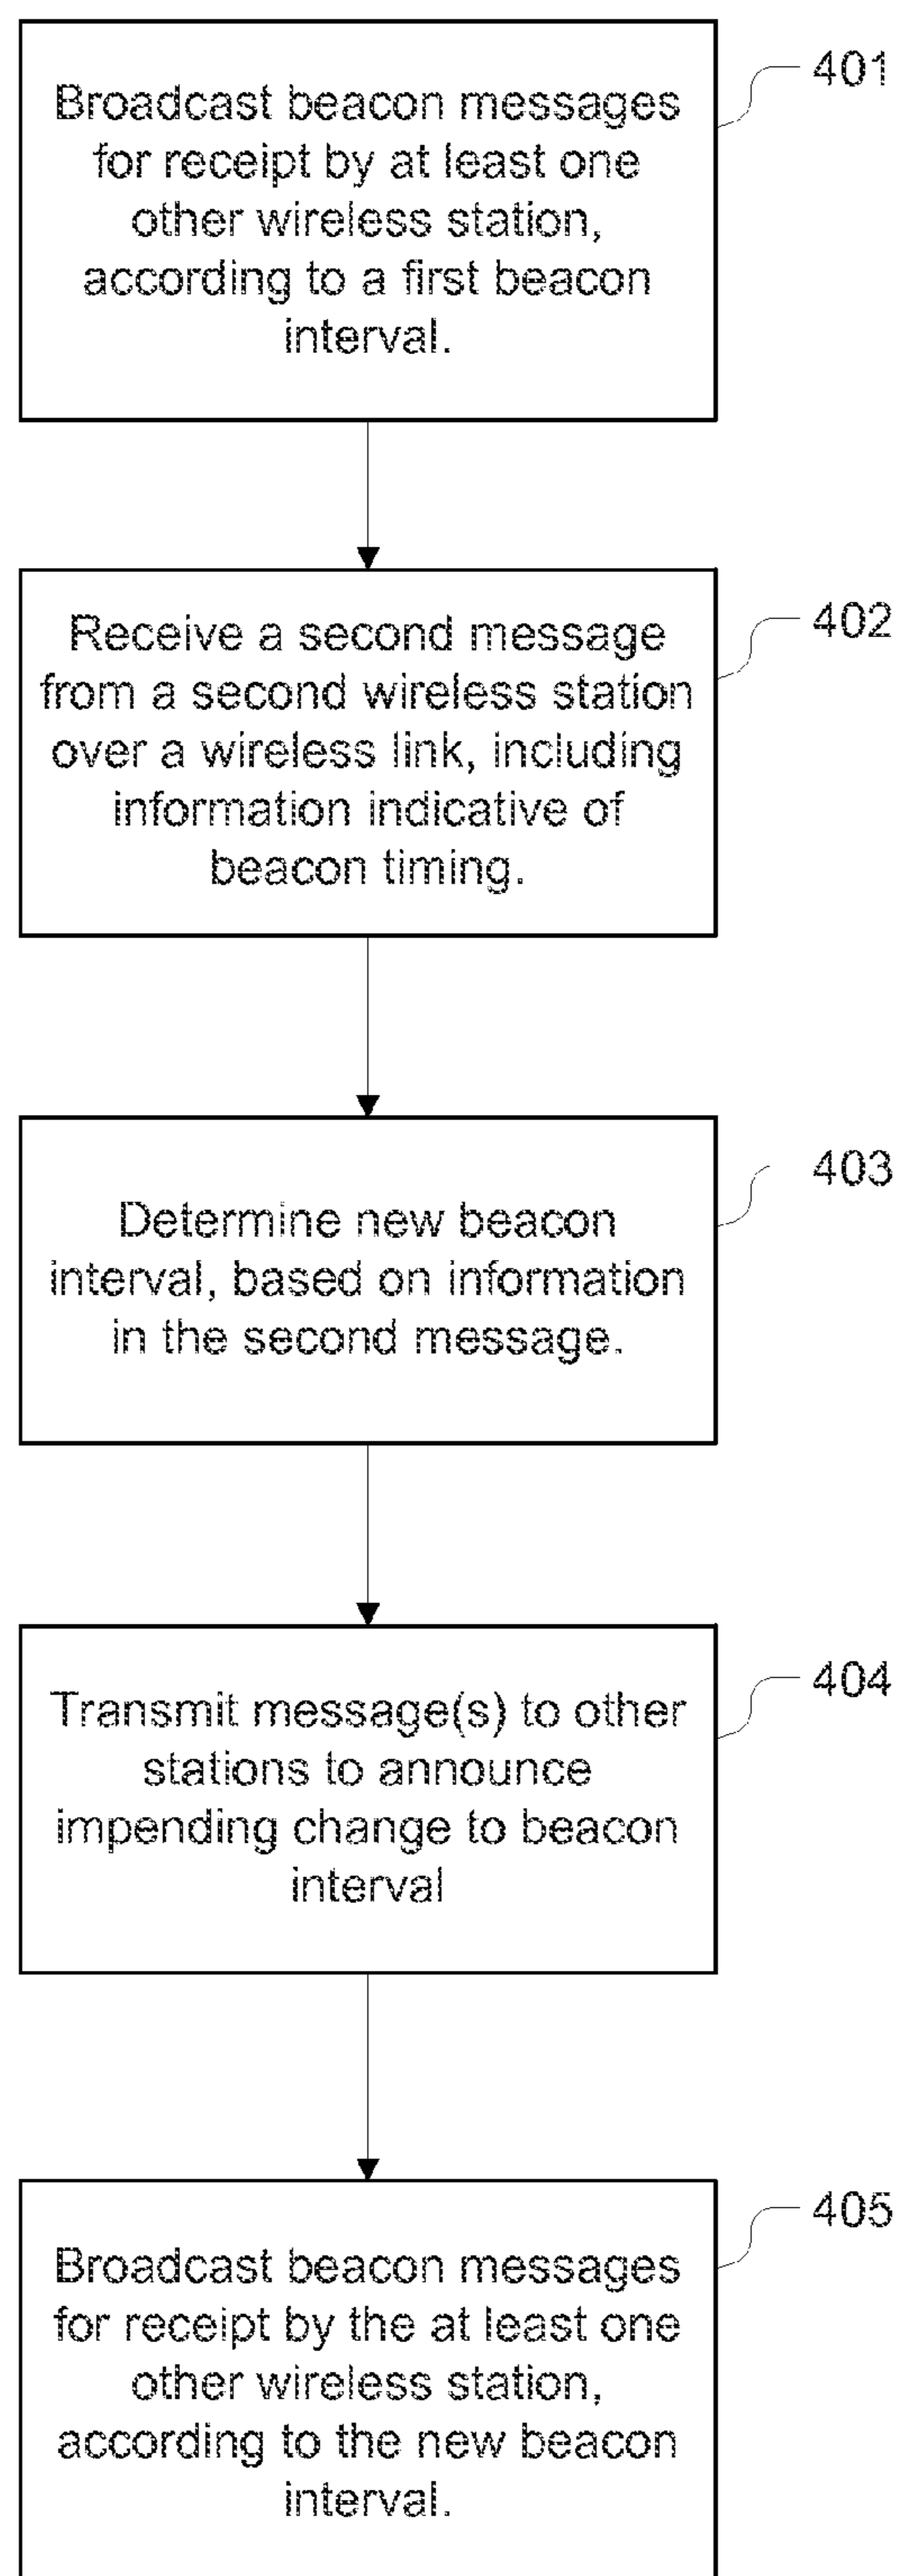 Broadcast beacon messages
for receipt by at least one
other wireless station,
according to a first beacon
interval.
401
Receive a second message
from a second wireless station
over a wireless link, including
information indicative of
beacon timing.
402
Determine new beacon
interval, based on information
in the second message.
403
Transmit message(s) to other
stations to announce
impending change to beacon
interval
404
Broadcast beacon messages
for receipt by the at least one
other wireless station,
according to the new beacon
interval.
405